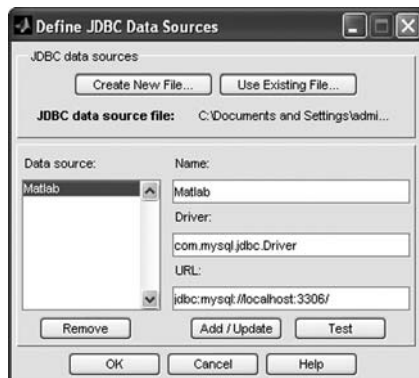 Define JDBC Data Sources
JDBC data sources
Create New File... Use Existing File...
JDBC data source file: C:\Documents and Settings\admi...
Data source:
Matlab
Name:
Matlab
Driver:
com.mysql.jdbc.Driver
URL:
jdbc:mysql://localhost:3306/
Remove Add / Update Test
OK Cancel Help